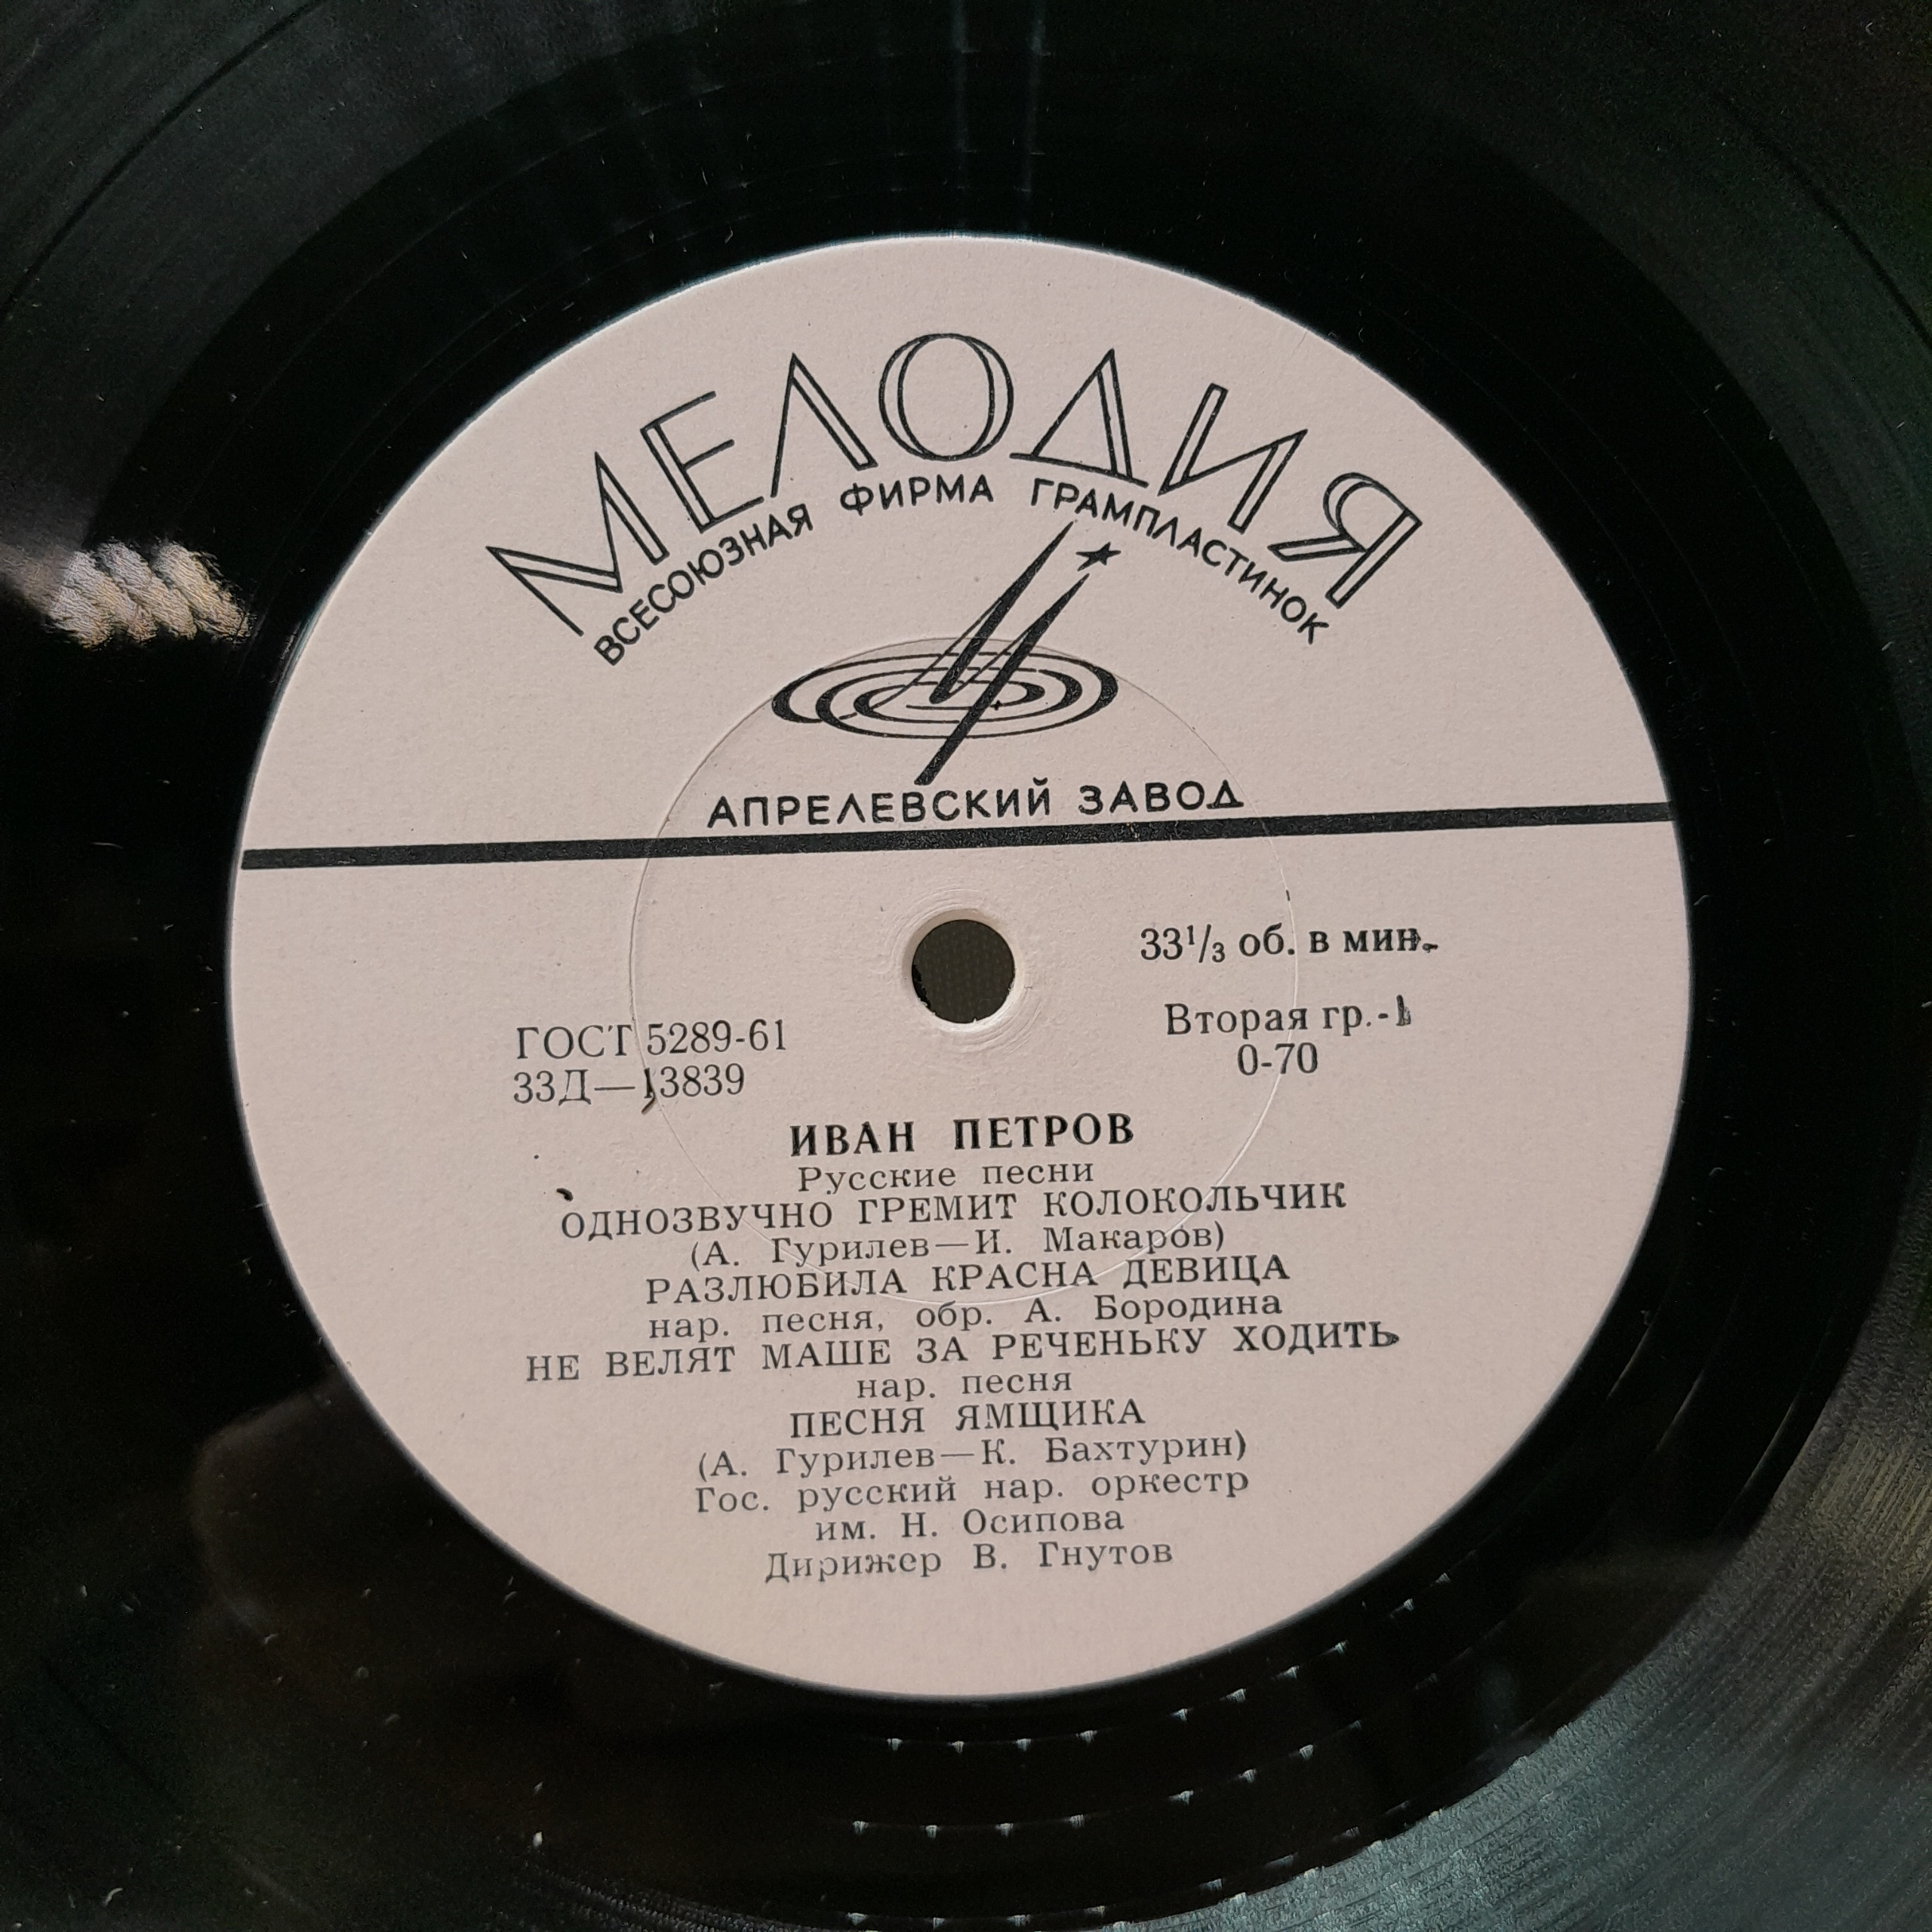 МЕЛОДИЯ
ВСЕСОЮЗНАЯ ФИРМА ГРАМПЛАСТИНОК
АПРЕЛЕВСКИЙ ЗАВОД
33¹/₃ об. в мин.
ГОСТ 5289-61
Вторая гр.-1
33Д—13839
0-70
ИВАН ПЕТРОВ
Русские песни
ОДНОЗВУЧНО ГРЕМИТ КОЛОКОЛЬЧИК
(А. Гурилев—И. Макаров)
РАЗЛЮБИЛА КРАСНА ДЕВИЦА
нар. песня, обр. А. Бородина
НЕ ВЕЛЯТ МАШЕ ЗА РЕЧЕНЬКУ ХОДИТЬ
нар. песня
ПЕСНЯ ЯМЩИКА
(А. Гурилев—К. Бахтурин)
Гос. русский нар. оркестр
им. Н. Осипова
Дирижер В. Гнутов